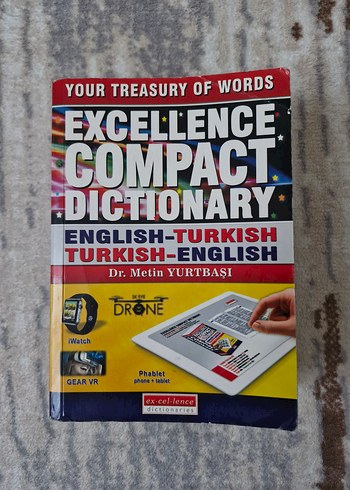 YOUR TREASURY OF WORDS
EXCELLENCE
COMPACT
DICTIONARY
ENGLISH-TURKISH
TURKISH-ENGLISH
Dr. Metin YURTBAŞI
DRONE
iWatch
GEAR VR
Phablet
phone + tablet
ex·cel·lence
dictionaries